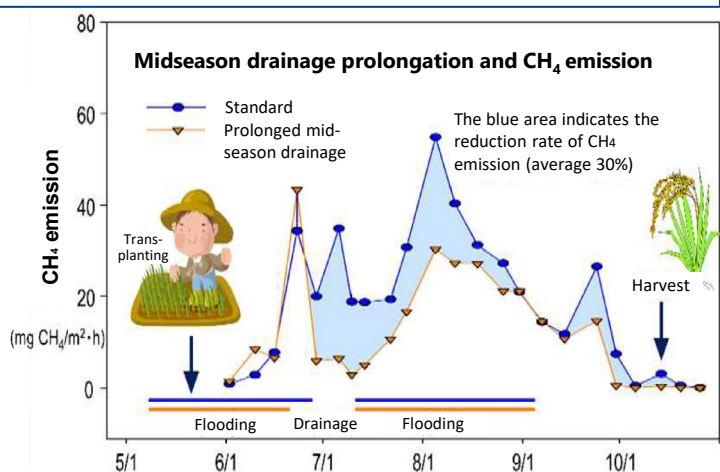 Midseason drainage prolongation and CH₄ emission
Standard
Prolonged mid-
season drainage
The blue area indicates the
reduction rate of CH4
emission (average 30%)
Trans-
planting
Harvest
CH₄ emission
(mg CH₄/m²·h)
80
60
40
20
0
Flooding
Drainage
Flooding
5/1
6/1
7/1
8/1
9/1
10/1